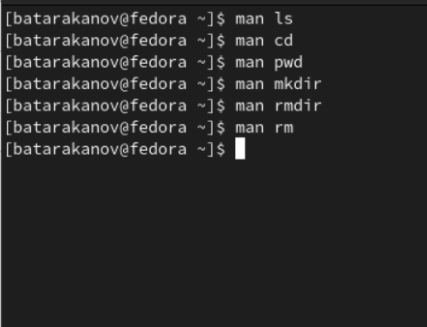 [batarakanov@fedora ~]$ man ls
[batarakanov@fedora ~]$ man cd
[batarakanov@fedora ~]$ man pwd
[batarakanov@fedora ~]$ man mkdir
[batarakanov@fedora ~]$ man rmdir
[batarakanov@fedora ~]$ man rm
[batarakanov@fedora ~]$